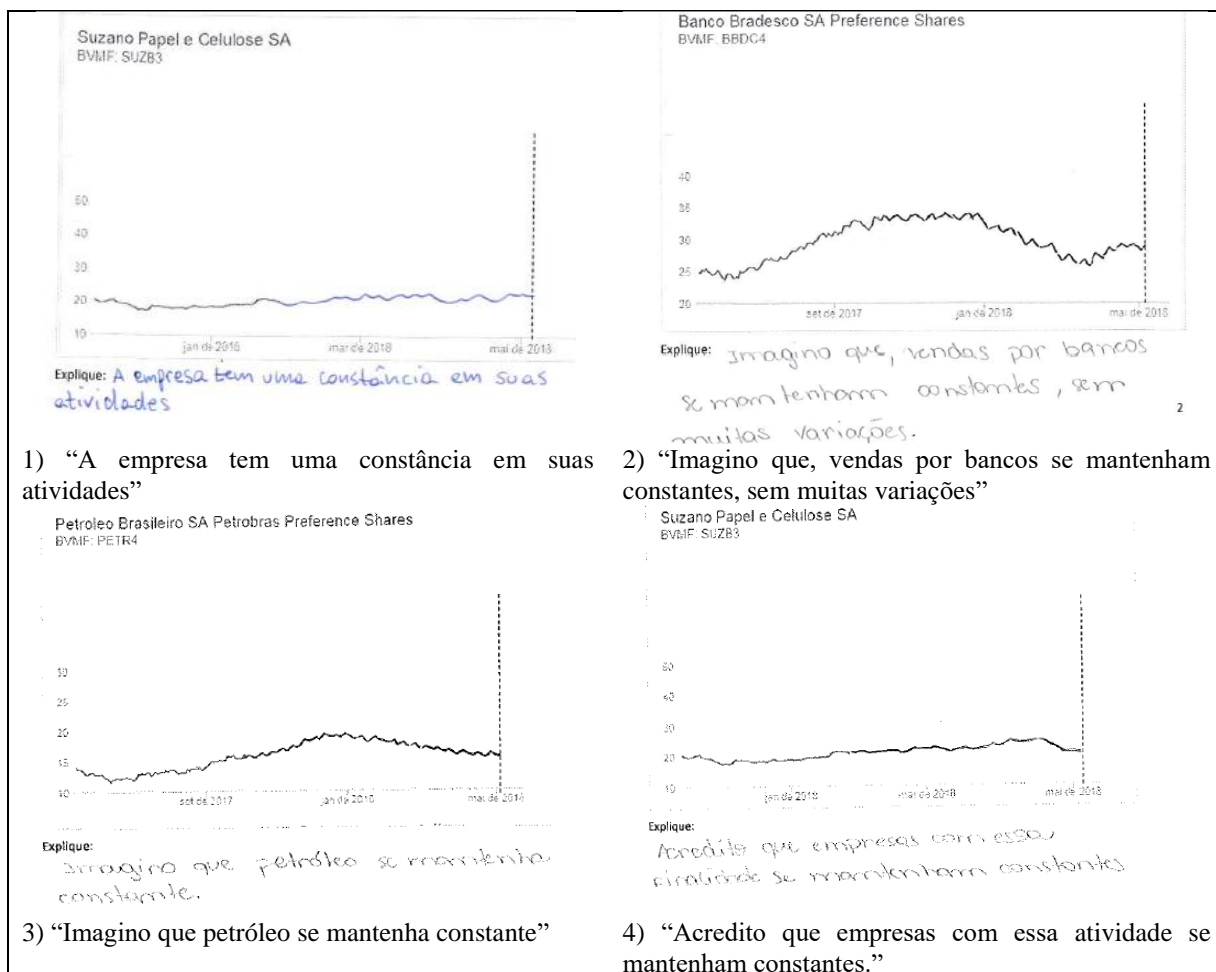 Suzano Papel e Celulose SA
BVMF: SUZB3
50
40
30
20
10
jan de 2018
mar de 2018
mai de 2018
Explique: A empresa tem uma constância em suas
atividades
1) “A empresa tem uma constância em suas
atividades”
Banco Bradesco SA Preference Shares
BVMF: BBDC4
40
35
30
25
20
set de 2017
jan de 2018
mai de 2018
Explique: Imagino que, vendas por bancos
se mantenham constantes, sem
muitas variações.
2
2) “Imagino que, vendas por bancos se mantenham
constantes, sem muitas variações”
Petroleo Brasileiro SA Petrobras Preference Shares
BVMF: PETR4
30
25
20
15
10
set de 2017
jan de 2018
mai de 2018
Explique:
Imagino que petróleo se mantenha
constante.
3) “Imagino que petróleo se mantenha constante”
Suzano Papel e Celulose SA
BVMF: SUZB3
50
40
30
20
10
jan de 2018
mar de 2018
mai de 2018
Explique:
Acredito que empresas com essa
finalidade se mantenham constantes
4) “Acredito que empresas com essa atividade se
mantenham constantes.”